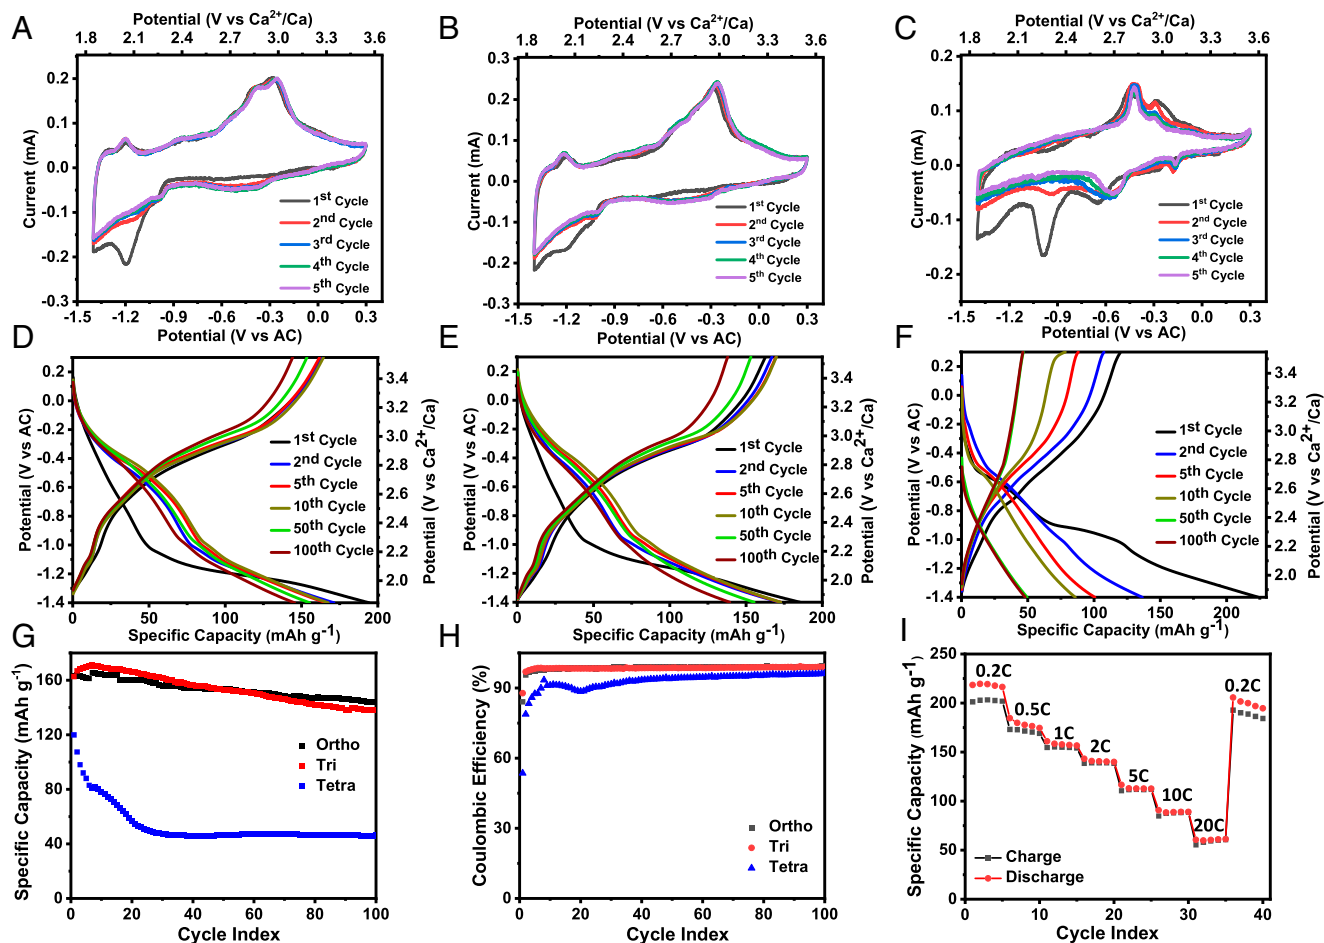 A
Potential (V vs Ca²⁺/Ca)
1.8 2.1 2.4 2.7 3.0 3.3 3.6
0.2
0.1
0.0
-0.1
-0.2
-0.3
Current (mA)
1ˢᵗ Cycle
2ⁿᵈ Cycle
3ʳᵈ Cycle
4ᵗʰ Cycle
5ᵗʰ Cycle
-1.5 -1.2 -0.9 -0.6 -0.3 0.0 0.3
Potential (V vs AC)
B
Potential (V vs Ca²⁺/Ca)
1.8 2.1 2.4 2.7 3.0 3.3 3.6
0.3
0.2
0.1
0.0
-0.1
-0.2
-0.3
Current (mA)
1ˢᵗ Cycle
2ⁿᵈ Cycle
3ʳᵈ Cycle
4ᵗʰ Cycle
5ᵗʰ Cycle
-1.5 -1.2 -0.9 -0.6 -0.3 0.0 0.3
Potential (V vs AC)
C
Potential (V vs Ca²⁺/Ca)
1.8 2.1 2.4 2.7 3.0 3.3 3.6
0.2
0.1
0.0
-0.1
-0.2
Current (mA)
1ˢᵗ Cycle
2ⁿᵈ Cycle
3ʳᵈ Cycle
4ᵗʰ Cycle
5ᵗʰ Cycle
-1.5 -1.2 -0.9 -0.6 -0.3 0.0 0.3
Potential (V vs AC)
D
0.2
0.0
-0.2
-0.4
-0.6
-0.8
-1.0
-1.2
-1.4
Potential (V vs AC)
3.4
3.2
3.0
2.8
2.6
2.4
2.2
2.0
Potential (V vs Ca²⁺/Ca)
1ˢᵗ Cycle
2ⁿᵈ Cycle
5ᵗʰ Cycle
10ᵗʰ Cycle
50ᵗʰ Cycle
100ᵗʰ Cycle
0 50 100 150 200
Specific Capacity (mAh g⁻¹)
E
0.2
0.0
-0.2
-0.4
-0.6
-0.8
-1.0
-1.2
-1.4
Potential (V vs AC)
3.4
3.2
3.0
2.8
2.6
2.4
2.2
2.0
Potential (V vs Ca²⁺/Ca)
1ˢᵗ Cycle
2ⁿᵈ Cycle
5ᵗʰ Cycle
10ᵗʰ Cycle
50ᵗʰ Cycle
100ᵗʰ Cycle
0 50 100 150 200
Specific Capacity (mAh g⁻¹)
F
0.2
0.0
-0.2
-0.4
-0.6
-0.8
-1.0
-1.2
-1.4
Potential (V vs AC)
3.4
3.2
3.0
2.8
2.6
2.4
2.2
2.0
Potential (V vs Ca²⁺/Ca)
1ˢᵗ Cycle
2ⁿᵈ Cycle
5ᵗʰ Cycle
10ᵗʰ Cycle
50ᵗʰ Cycle
100ᵗʰ Cycle
0 50 100 150 200
Specific Capacity (mAh g⁻¹)
G
160
120
80
40
0
Specific Capacity (mAh g⁻¹)
Ortho
Tri
Tetra
0 20 40 60 80 100
Cycle Index
H
90
60
30
0
Coulombic Efficiency (%)
Ortho
Tri
Tetra
0 20 40 60 80 100
Cycle Index
I
250
200
150
100
50
0
Specific Capacity (mAh g⁻¹)
0.2C
0.5C
1C
2C
5C
10C
20C
0.2C
Charge
Discharge
0 10 20 30 40
Cycle Index